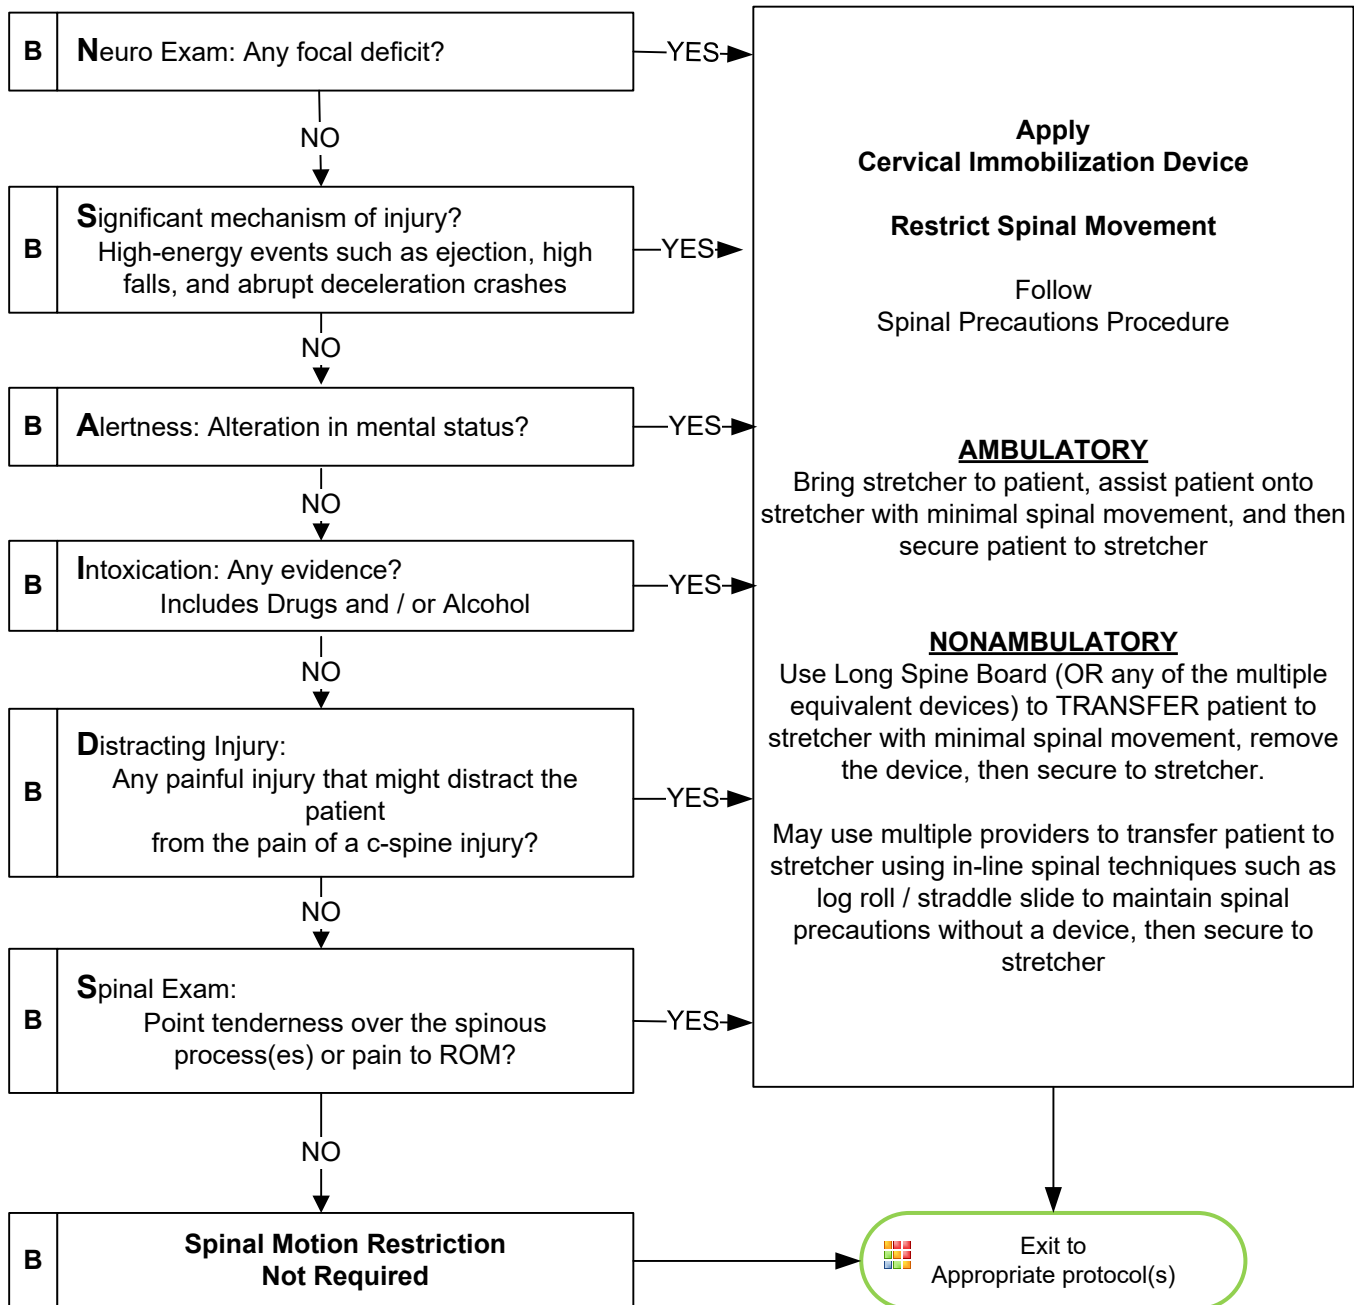 B
Neuro Exam: Any focal deficit?
YES
NO
B
Significant mechanism of injury?
High-energy events such as ejection, high
falls, and abrupt deceleration crashes
YES
NO
B
Alertness: Alteration in mental status?
YES
NO
B
Intoxication: Any evidence?
Includes Drugs and / or Alcohol
YES
NO
B
Distracting Injury:
Any painful injury that might distract the
patient
from the pain of a c-spine injury?
YES
NO
B
Spinal Exam:
Point tenderness over the spinous
process(es) or pain to ROM?
YES
NO
B
Spinal Motion Restriction
Not Required
Apply
Cervical Immobilization Device
Restrict Spinal Movement
Follow
Spinal Precautions Procedure
AMBULATORY
Bring stretcher to patient, assist patient onto
stretcher with minimal spinal movement, and then
secure patient to stretcher
NONAMBULATORY
Use Long Spine Board (OR any of the multiple
equivalent devices) to TRANSFER patient to
stretcher with minimal spinal movement, remove
the device, then secure to stretcher.
May use multiple providers to transfer patient to
stretcher using in-line spinal techniques such as
log roll / straddle slide to maintain spinal
precautions without a device, then secure to
stretcher
Exit to
Appropriate protocol(s)